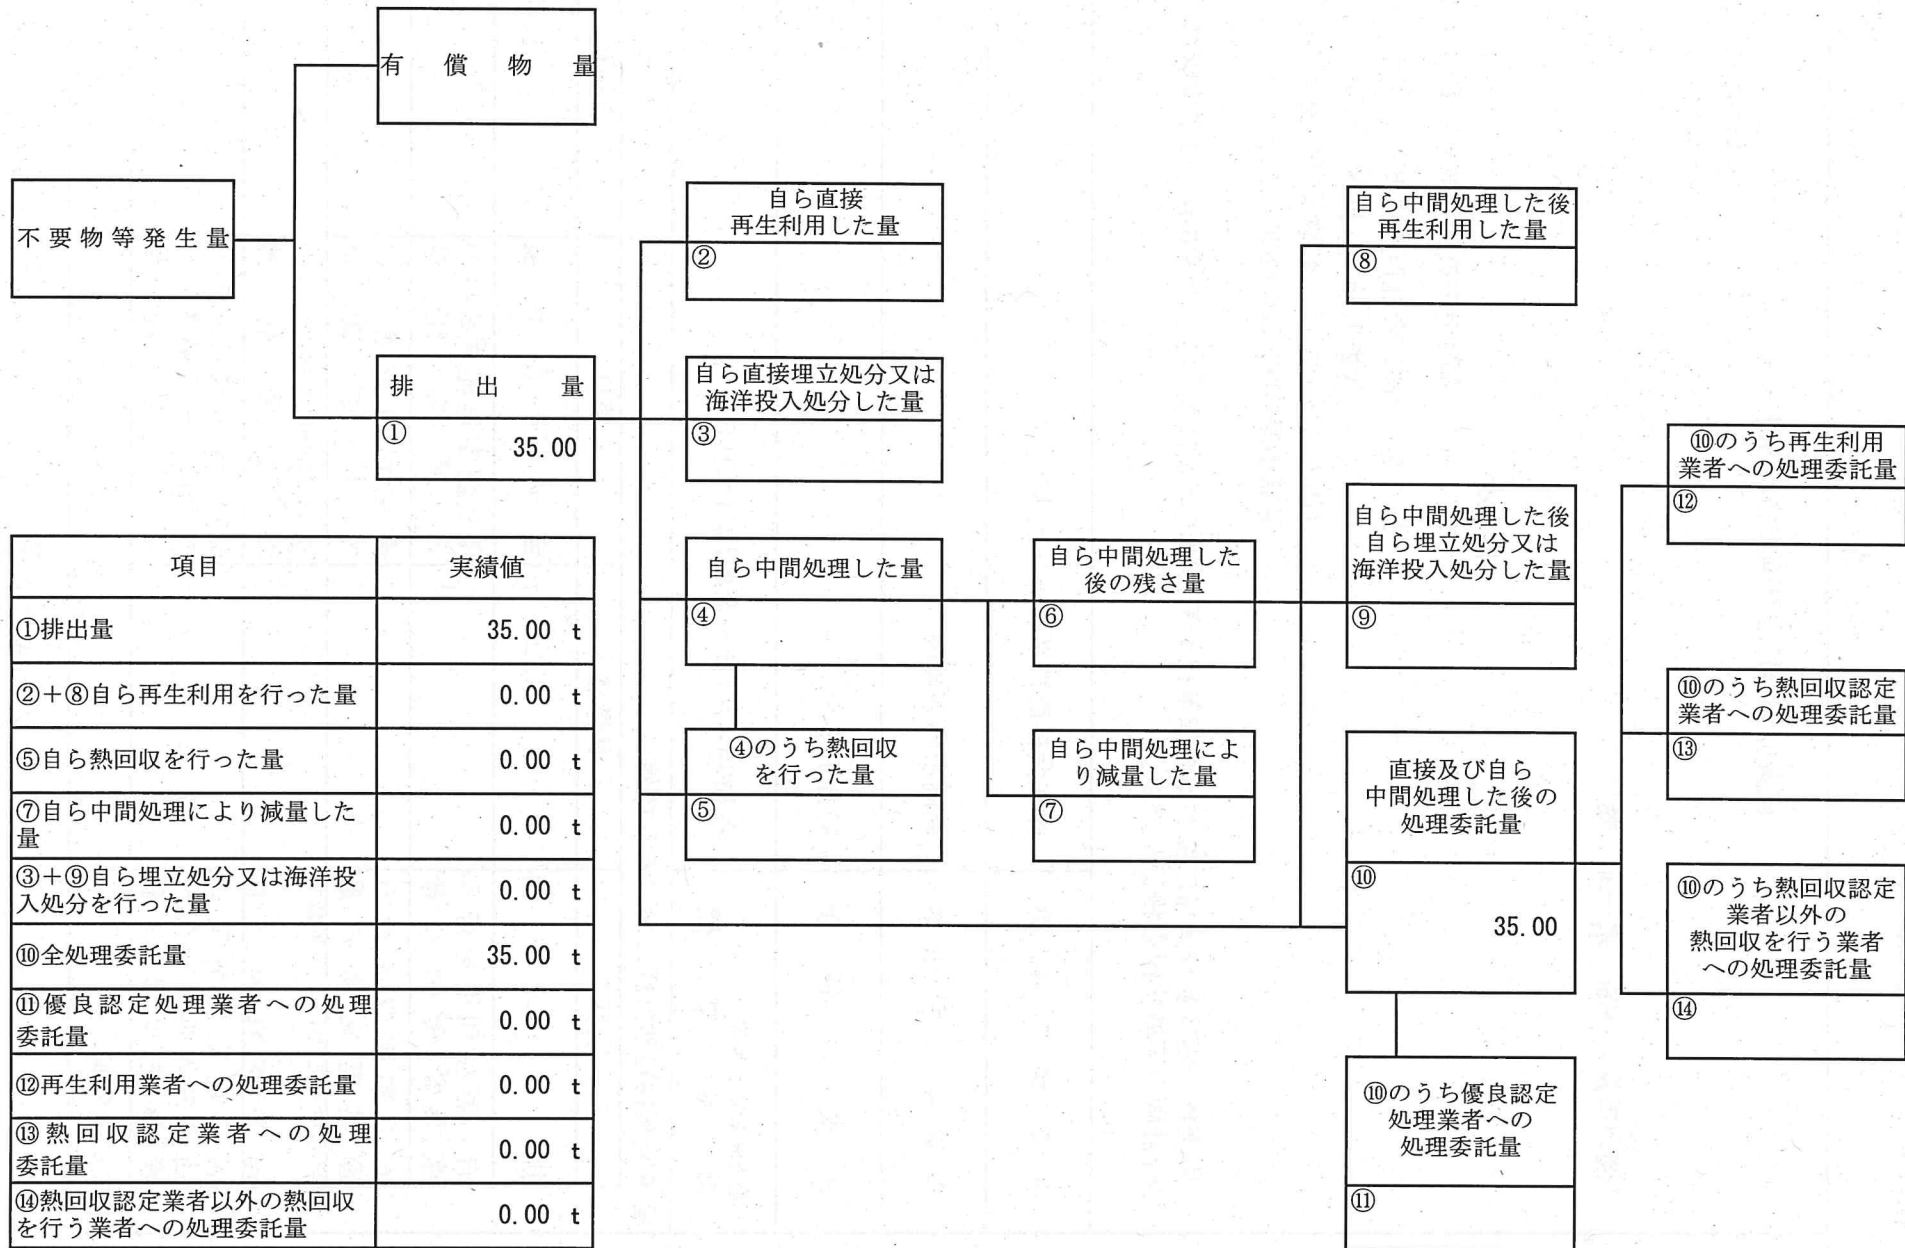 有償物量
不要物等発生量
排出量
①
35.00
自ら直接
再生利用した量
②
自ら直接埋立処分又は
海洋投入処分した量
③
自ら中間処理した量
④
④のうち熱回収
を行った量
⑤
自ら中間処理した
後の残さ量
⑥
自ら中間処理によ
り減量した量
⑦
自ら中間処理した後
再生利用した量
⑧
自ら中間処理した後
自ら埋立処分又は
海洋投入処分した量
⑨
直接及び自ら
中間処理した後の
処理委託量
⑩
35.00
⑩のうち優良認定
処理業者への
処理委託量
⑪
⑩のうち再生利用
業者への処理委託量
⑫
⑩のうち熱回収認定
業者への処理委託量
⑬
⑩のうち熱回収認定
業者以外の
熱回収を行う業者
への処理委託量
⑭
項目 実績値
①排出量 35.00 t
②+⑧自ら再生利用を行った量 0.00 t
⑤自ら熱回収を行った量 0.00 t
⑦自ら中間処理により減量した
量 0.00 t
③+⑨自ら埋立処分又は海洋投
入処分を行った量 0.00 t
⑩全処理委託量 35.00 t
⑪優良認定処理業者への処理
委託量 0.00 t
⑫再生利用業者への処理委託量 0.00 t
⑬熱回収認定業者への処理
委託量 0.00 t
⑭熱回収認定業者以外の熱回収
を行う業者への処理委託量 0.00 t